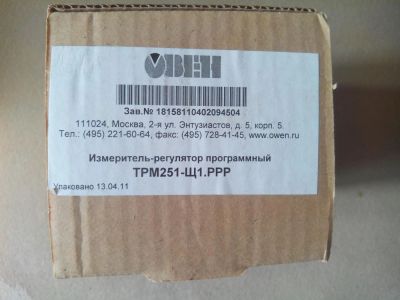 ОВЕН
Зав.№ 18158110402094504
111024, Москва. 2-я ул. Энтузиастов, д. 5, корп. 5.
Тел.: (495) 221-60-64, факс: (495) 728-41-45, www.owen.ru
Измеритель-регулятор программный
ТРМ251-Щ1.РРР
Упаковано 13.04.11